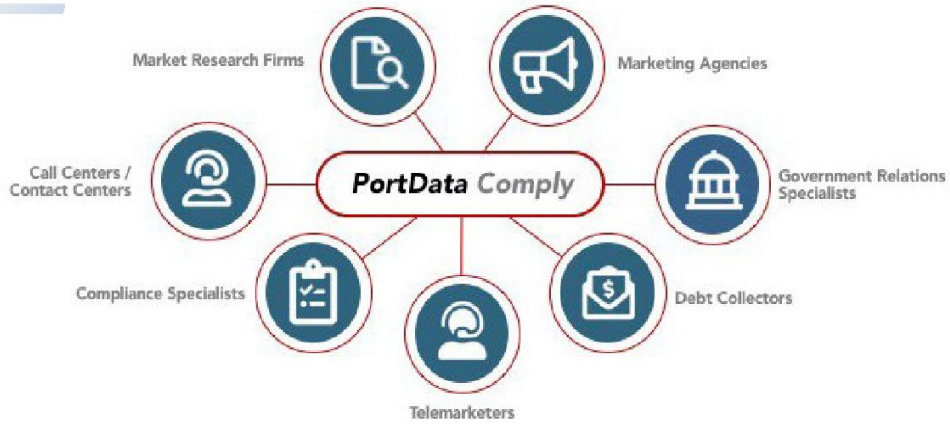 Market Research Firms
Marketing Agencies
Call Centers /
Contact Centers
PortData Comply
Government Relations
Specialists
Compliance Specialists
Debt Collectors
Telemarketers